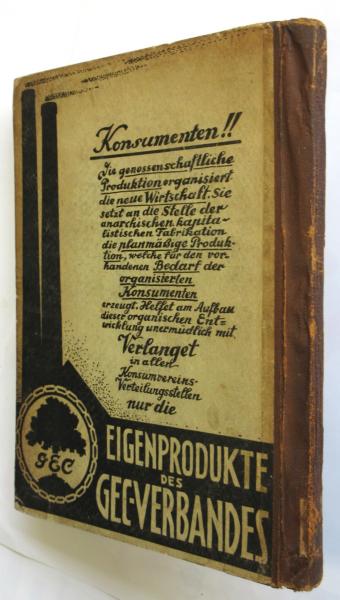 Konsumenten!!
Die genossenschaftliche
Produktion organisiert
die neue Wirtschaft. Sie
setzt an die Stelle der
anarchischen kapita-
listischen Fabrikation
die planmäßige Produk-
tion, welche für den vor-
handenen Bedarf der
organisierten
Konsumenten
erzeugt. Helfet am Aufbau
dieser organischen Ent=
wicklung unermüdlich mit
Verlanget
in allen
Konsumvereins-
Verteilungsstellen
nur die
EIGENPRODUKTE
DES
GEC-VERBANDES
GEC